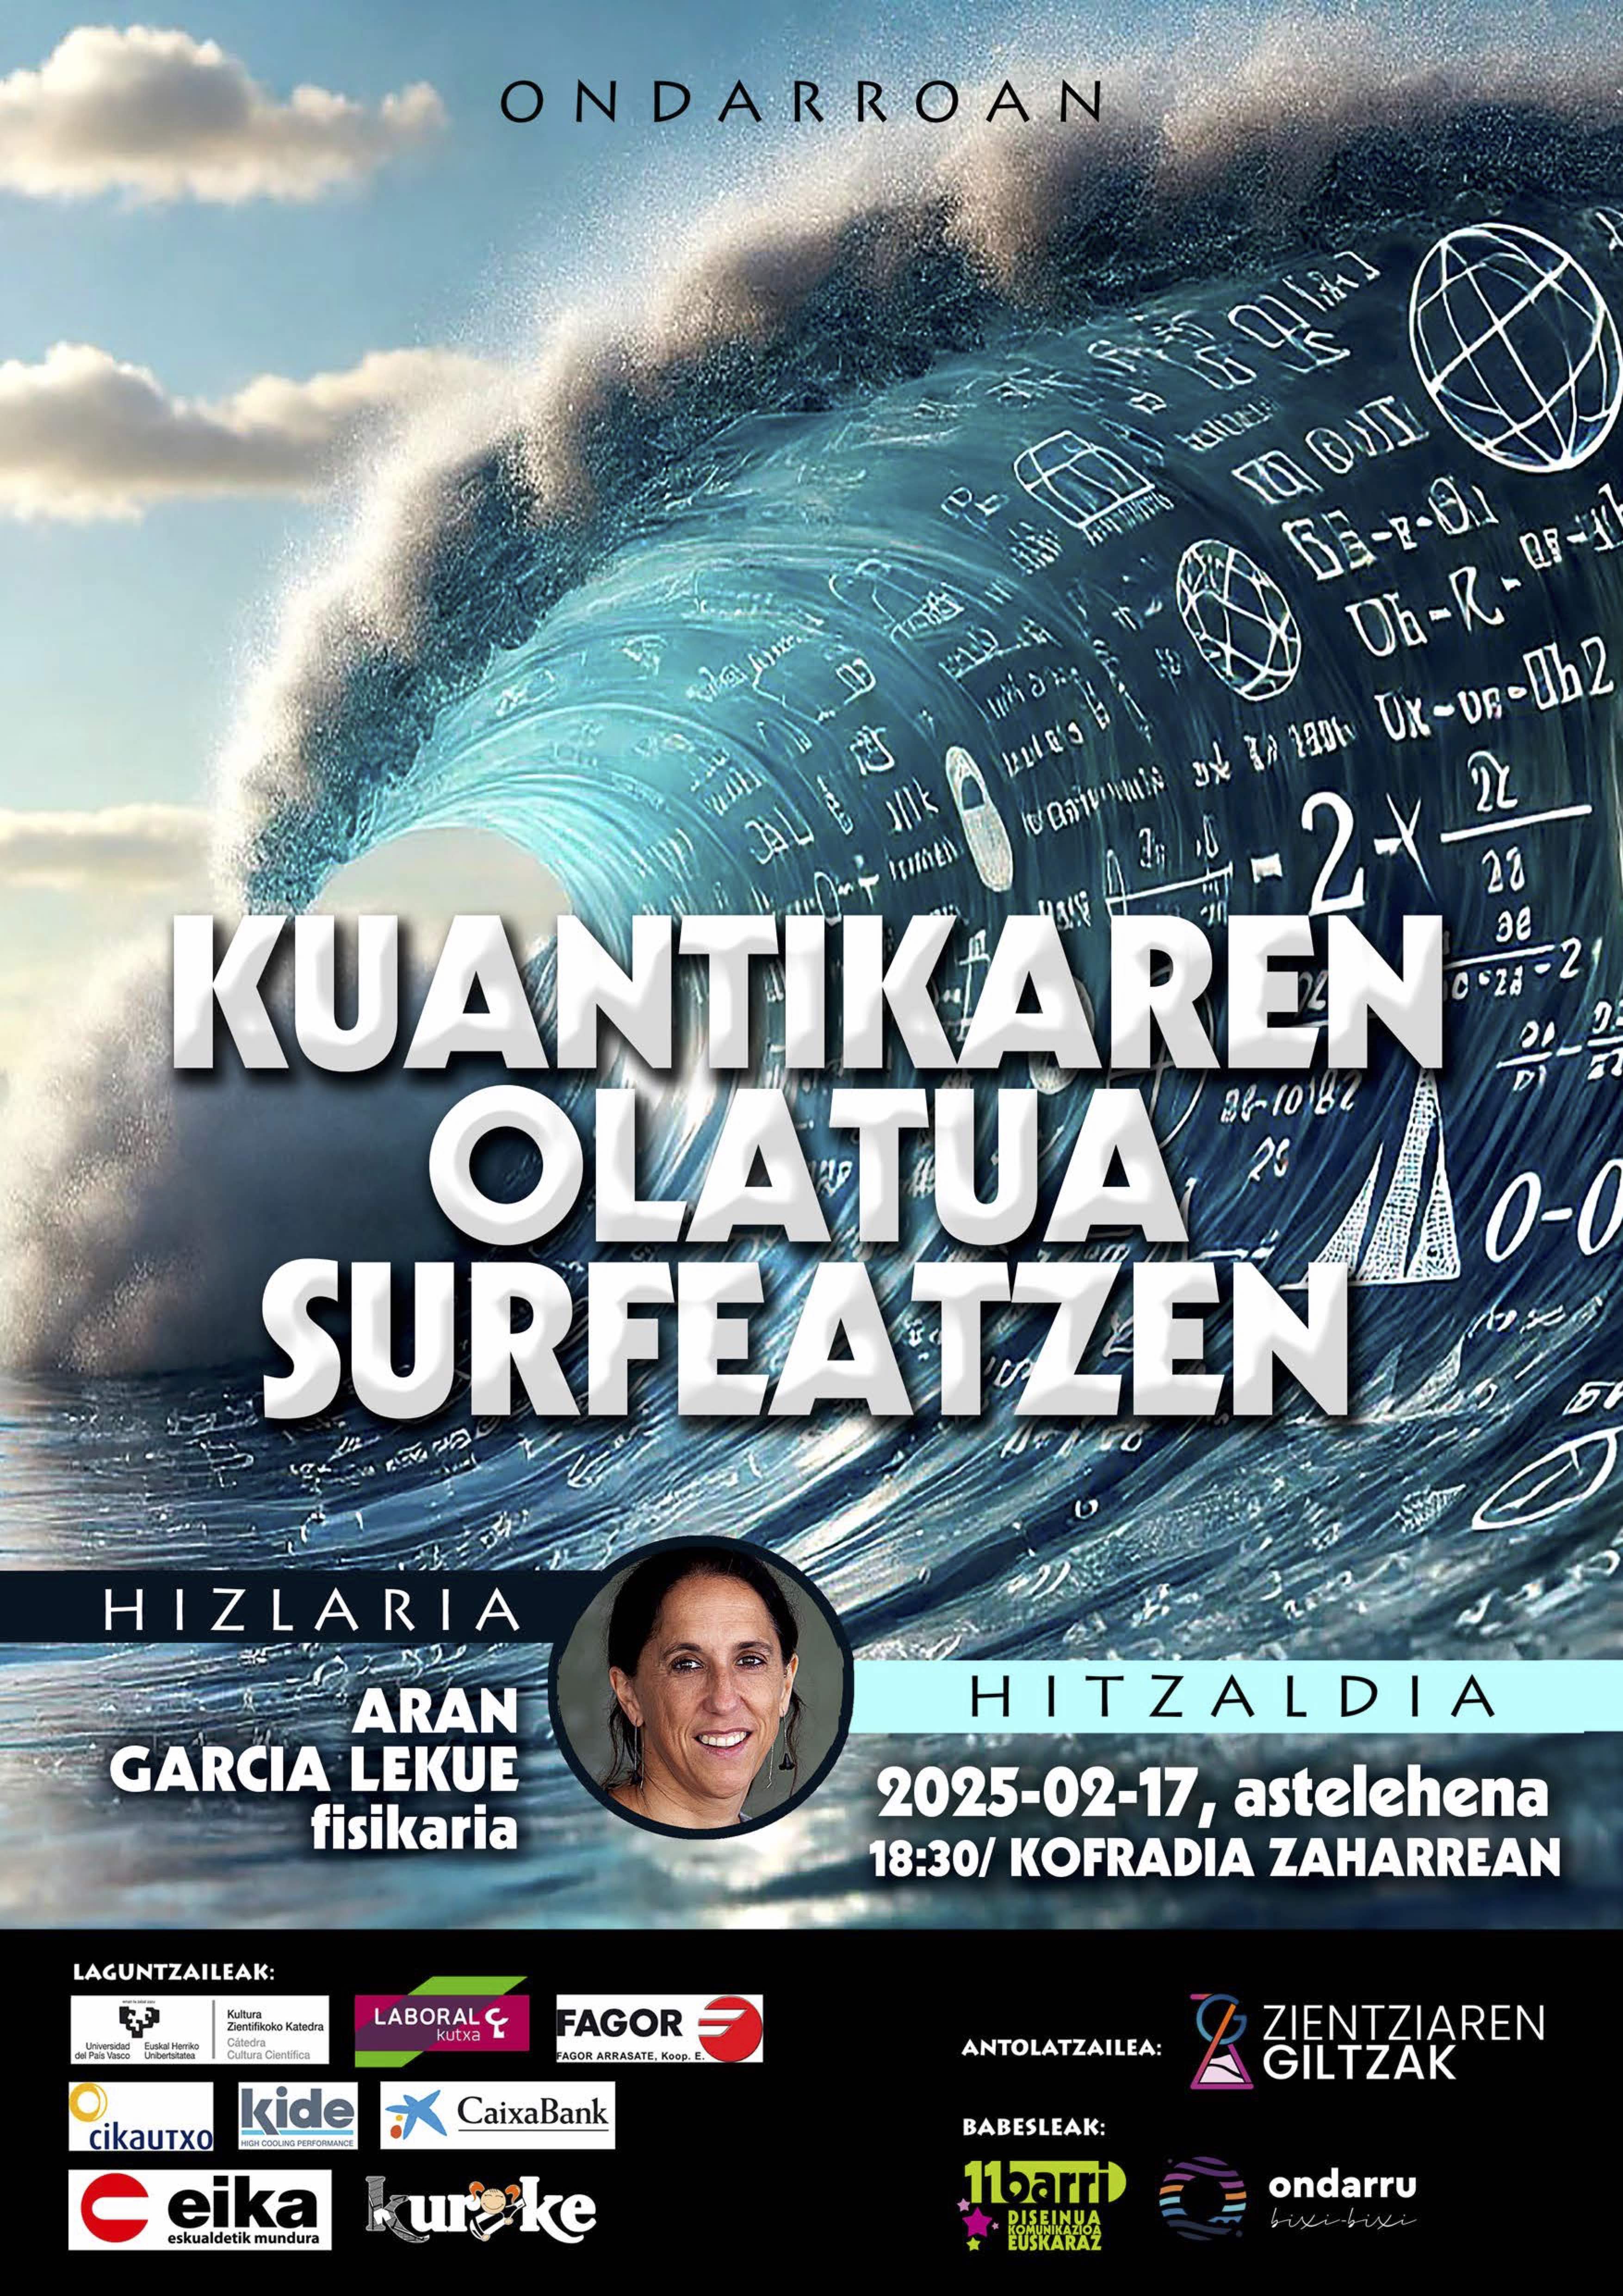 ONDARROAN
KUANTIKAREN
OLATUA
SURFEATZEN
HIZLARIA
ARAN
GARCIA LEKUE
fisikaria
HITZALDIA
2025-02-17, astelehena
18:30/ KOFRADIA ZAHARREAN
LAGUNTZAILEAK:
Universidad
del País Vasco
Euskal Herriko
Unibertsitatea
Kultura
Zientifikoko Katedra
Cátedra
Cultura Científica
LABORAL
kutxa
FAGOR
FAGOR ARRASATE, Koop. E.
cikautxo
kide
HIGH COOLING PERFORMANCE
CaixaBank
eika
eskualdetik mundura
kuroke
ANTOLATZAILEA:
ZIENTZIAREN
GILTZAK
BABESLEAK:
11barri
DISEINUA
KOMUNIKAZIOA
EUSKARAZ
ondarru
bixi-bixi